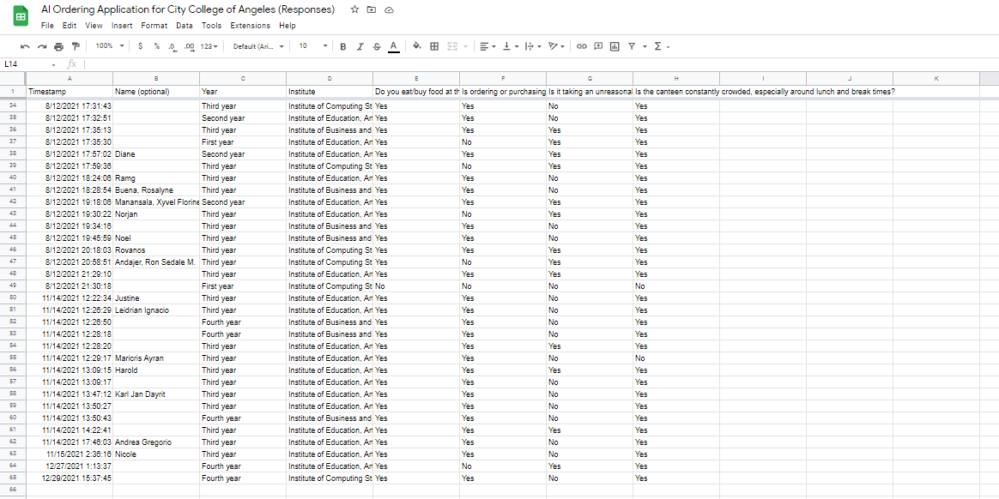 AI Ordering Application for City College of Angeles (Responses)
File Edit View Insert Format Data Tools Extensions Help
100% $ % .0 .00 123 Default (Ari... 10 B I S A Σ
L14 fx
A B C D E F G H I J K
1 Timestamp Name (optional) Year Institute Do you eat/buy food at th Is ordering or purchasing Is it taking an unreasonal Is the canteen constantly crowded, especially around lunch and break times?
34 8/12/2021 17:31:43 Third year Institute of Computing St Yes Yes No Yes
35 8/12/2021 17:32:51 Second year Institute of Education, Ar Yes Yes No Yes
36 8/12/2021 17:35:13 Third year Institute of Business and Yes Yes Yes Yes
37 8/12/2021 17:35:30 First year Institute of Education, Ar Yes No Yes Yes
38 8/12/2021 17:57:02 Diane Second year Institute of Education, Ar Yes Yes Yes Yes
39 8/12/2021 17:59:36 Third year Institute of Computing St Yes No Yes Yes
40 8/12/2021 18:24:06 Ramg Third year Institute of Education, Ar Yes Yes No Yes
41 8/12/2021 18:28:54 Buena, Rosalyne Third year Institute of Business and Yes Yes No Yes
42 8/12/2021 19:18:06 Manansala, Xyvel Florine Second year Institute of Education, Ar Yes Yes Yes Yes
43 8/12/2021 19:30:22 Norjan Third year Institute of Education, Ar Yes No Yes Yes
44 8/12/2021 19:34:16 Third year Institute of Business and Yes Yes No Yes
45 8/12/2021 19:45:59 Noel Third year Institute of Education, Ar Yes Yes No Yes
46 8/12/2021 20:18:03 Rovanos Third year Institute of Computing St Yes Yes Yes Yes
47 8/12/2021 20:58:51 Andajer, Ron Sedale M. Third year Institute of Computing St Yes No Yes Yes
48 8/12/2021 21:29:10 Third year Institute of Education, Ar Yes Yes Yes Yes
49 8/12/2021 21:30:18 First year Institute of Computing St No No No No
50 11/14/2021 12:22:34 Justine Third year Institute of Education, Ar Yes Yes No Yes
51 11/14/2021 12:26:29 Leidrian Ignacio Third year Institute of Education, Ar Yes Yes No Yes
52 11/14/2021 12:26:50 Fourth year Institute of Business and Yes Yes No Yes
53 11/14/2021 12:28:18 Fourth year Institute of Education, Ar Yes Yes No Yes
54 11/14/2021 12:28:20 Third year Institute of Education, Ar Yes Yes Yes Yes
55 11/14/2021 12:29:17 Maricris Ayran Third year Institute of Education, Ar Yes Yes No No
56 11/14/2021 13:09:15 Harold Third year Institute of Education, Ar Yes Yes Yes Yes
57 11/14/2021 13:09:17 Third year Institute of Education, Ar Yes Yes No Yes
58 11/14/2021 13:47:12 Karl Jan Dayrit Third year Institute of Education, Ar Yes Yes No Yes
59 11/14/2021 13:50:27 Third year Institute of Education, Ar Yes Yes No Yes
60 11/14/2021 13:50:43 Fourth year Institute of Business and Yes Yes No Yes
61 11/14/2021 14:22:41 Third year Institute of Education, Ar Yes Yes Yes Yes
62 11/14/2021 17:46:03 Andrea Gregorio Third year Institute of Education, Ar Yes Yes No Yes
63 11/15/2021 2:36:16 Nicole Third year Institute of Education, Ar Yes Yes No Yes
64 12/27/2021 1:13:37 Fourth year Institute of Education, Ar Yes No Yes Yes
65 12/29/2021 15:37:45 Fourth year Institute of Computing St Yes Yes No Yes
66